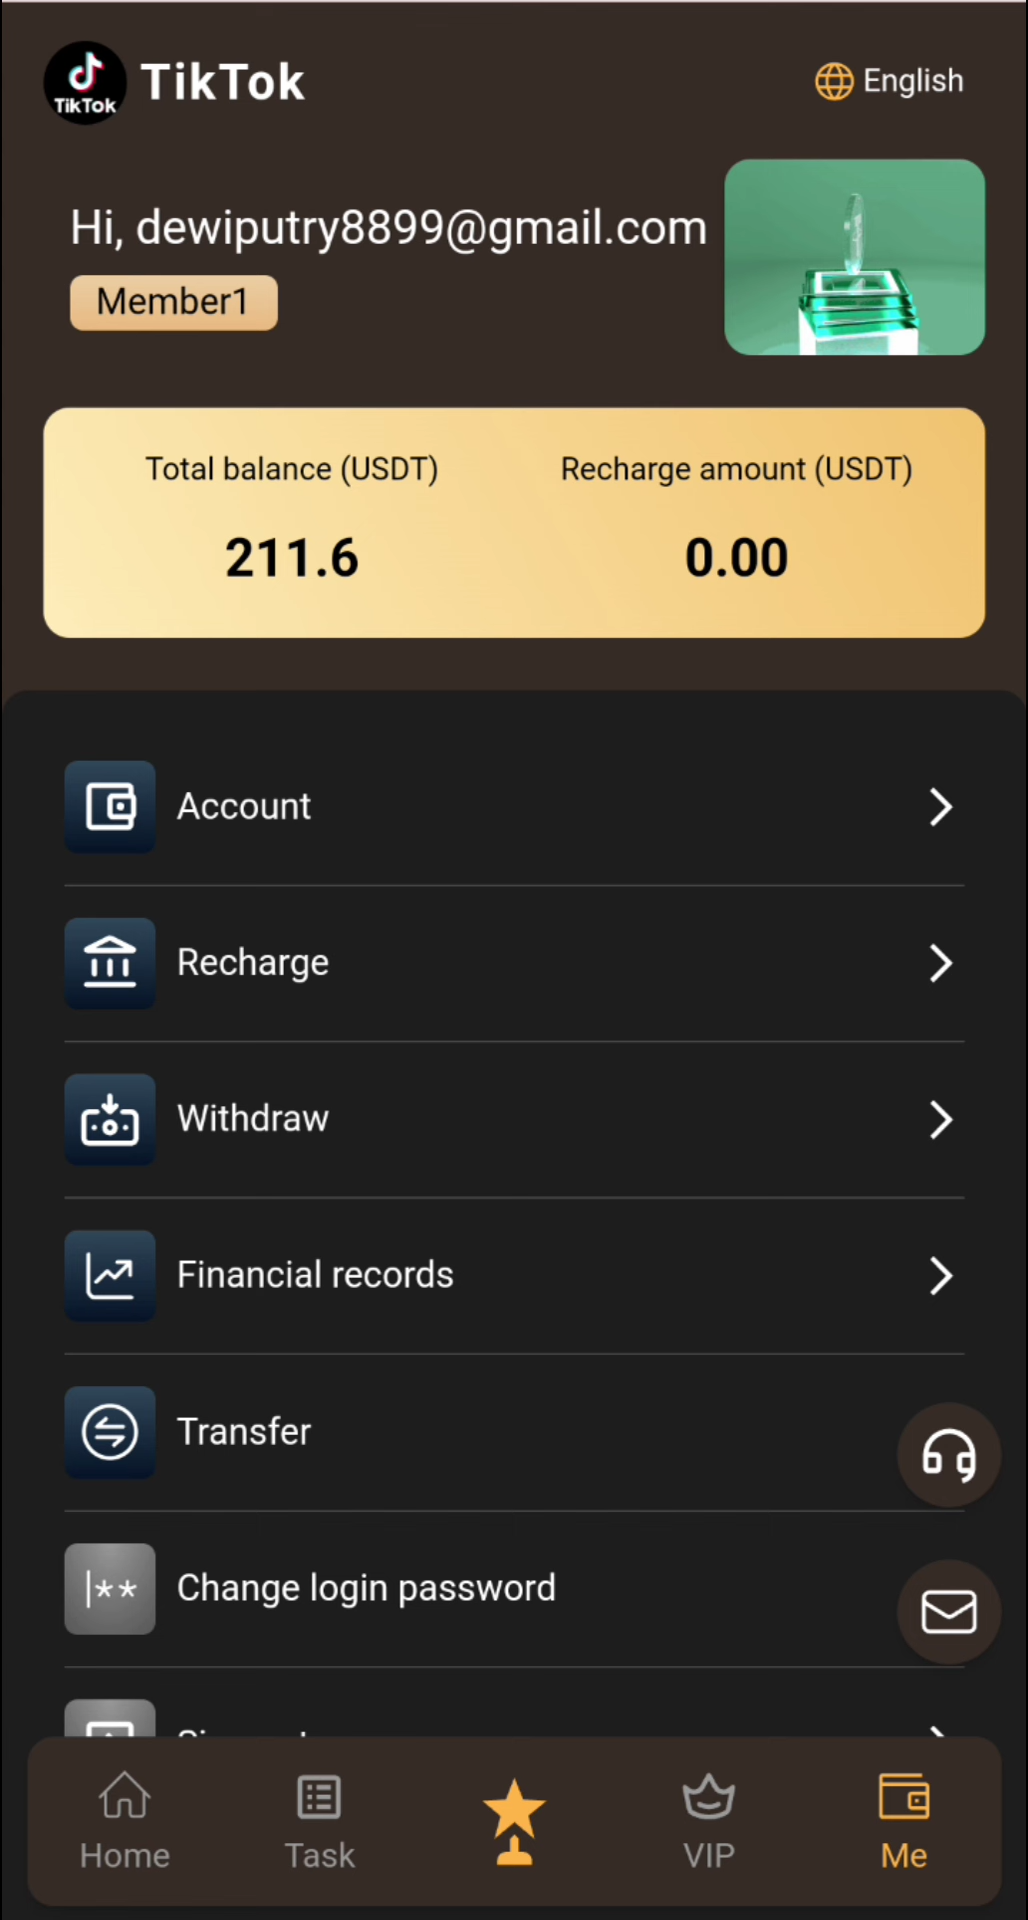 TikTok
TikTok
English
Hi, dewiputry8899@gmail.com
Member1
Total balance (USDT)
Recharge amount (USDT)
211.6
0.00
Account
Recharge
Withdraw
Financial records
Transfer
|**
Change login password
Home
Task
VIP
Me